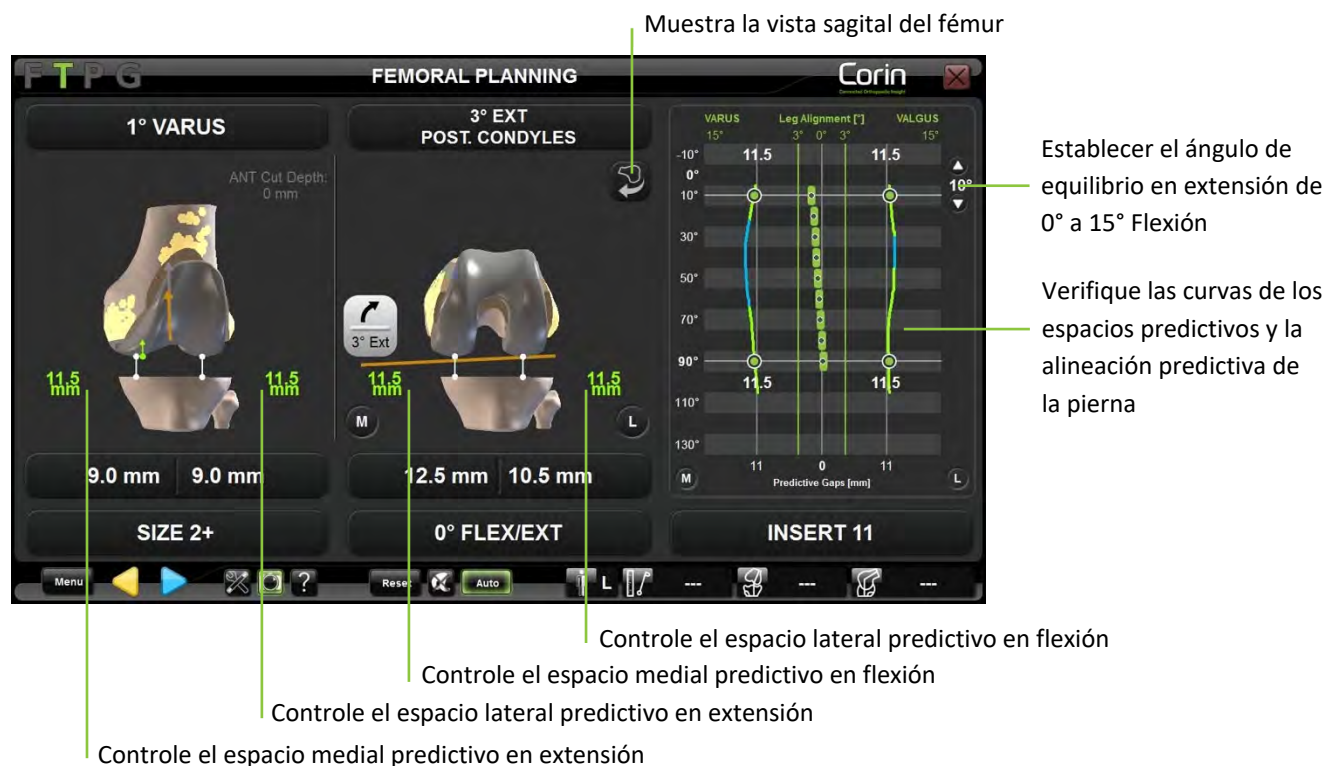 Muestra la vista sagital del fémur
F T P G
FEMORAL PLANNING
Corin
Connected Orthopaedic Insight
1° VARUS
3° EXT
POST. CONDYLES
VARUS Leg Alignment [°] VALGUS
15° 3° 0° 3° 15°
-10° 11.5 11.5
0°
10° 10°
30°
50°
70°
90°
11.5 11.5
110°
130°
11 0 11
M Predictive Gaps [mm] L
ANT Cut Depth:
0 mm
3° Ext
11.5 11.5 11.5 11.5
mm mm mm mm
M L
9.0 mm 9.0 mm 12.5 mm 10.5 mm
SIZE 2+ 0° FLEX/EXT INSERT 11
Menu ? Reset Auto L --- --- ---
Establecer el ángulo de
equilibrio en extensión de
0° a 15° Flexión
Verifique las curvas de los
espacios predictivos y la
alineación predictiva de
la pierna
Controle el espacio lateral predictivo en flexión
Controle el espacio medial predictivo en flexión
Controle el espacio lateral predictivo en extensión
Controle el espacio medial predictivo en extensión